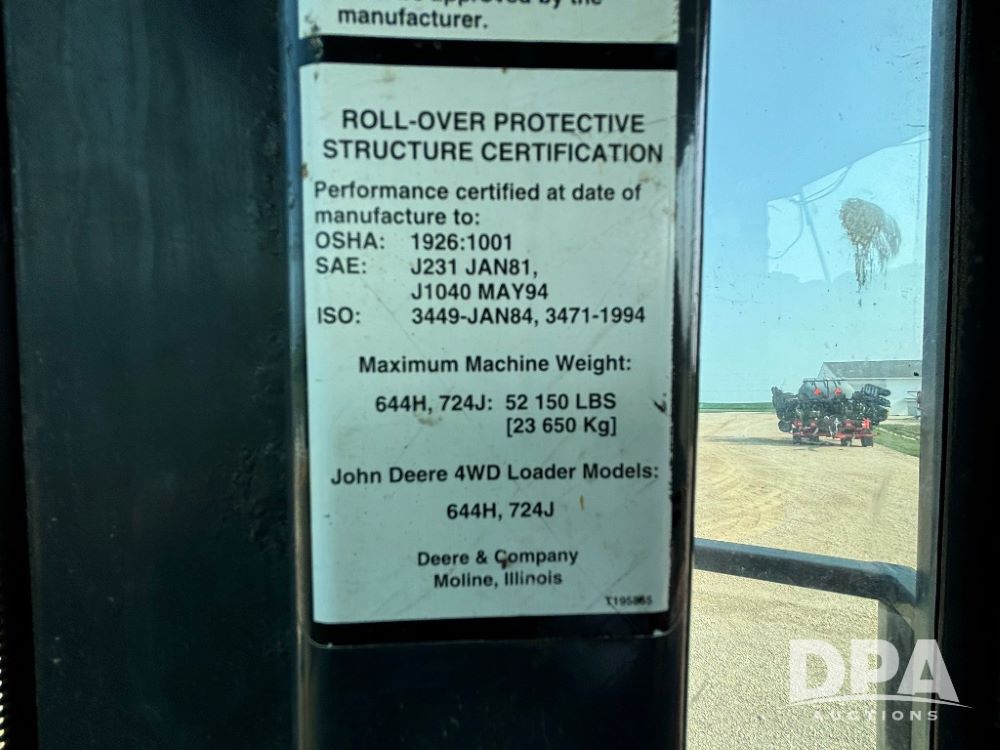 manufacturer.
ROLL-OVER PROTECTIVE
STRUCTURE CERTIFICATION
Performance certified at date of
manufacture to:
OSHA: 1926:1001
SAE: J231 JAN81,
J1040 MAY94
ISO: 3449-JAN84, 3471-1994
Maximum Machine Weight:
644H, 724J: 52 150 LBS
[23 650 Kg]
John Deere 4WD Loader Models:
644H, 724J
Deere & Company
Moline, Illinois
DPA
AUCTIONS